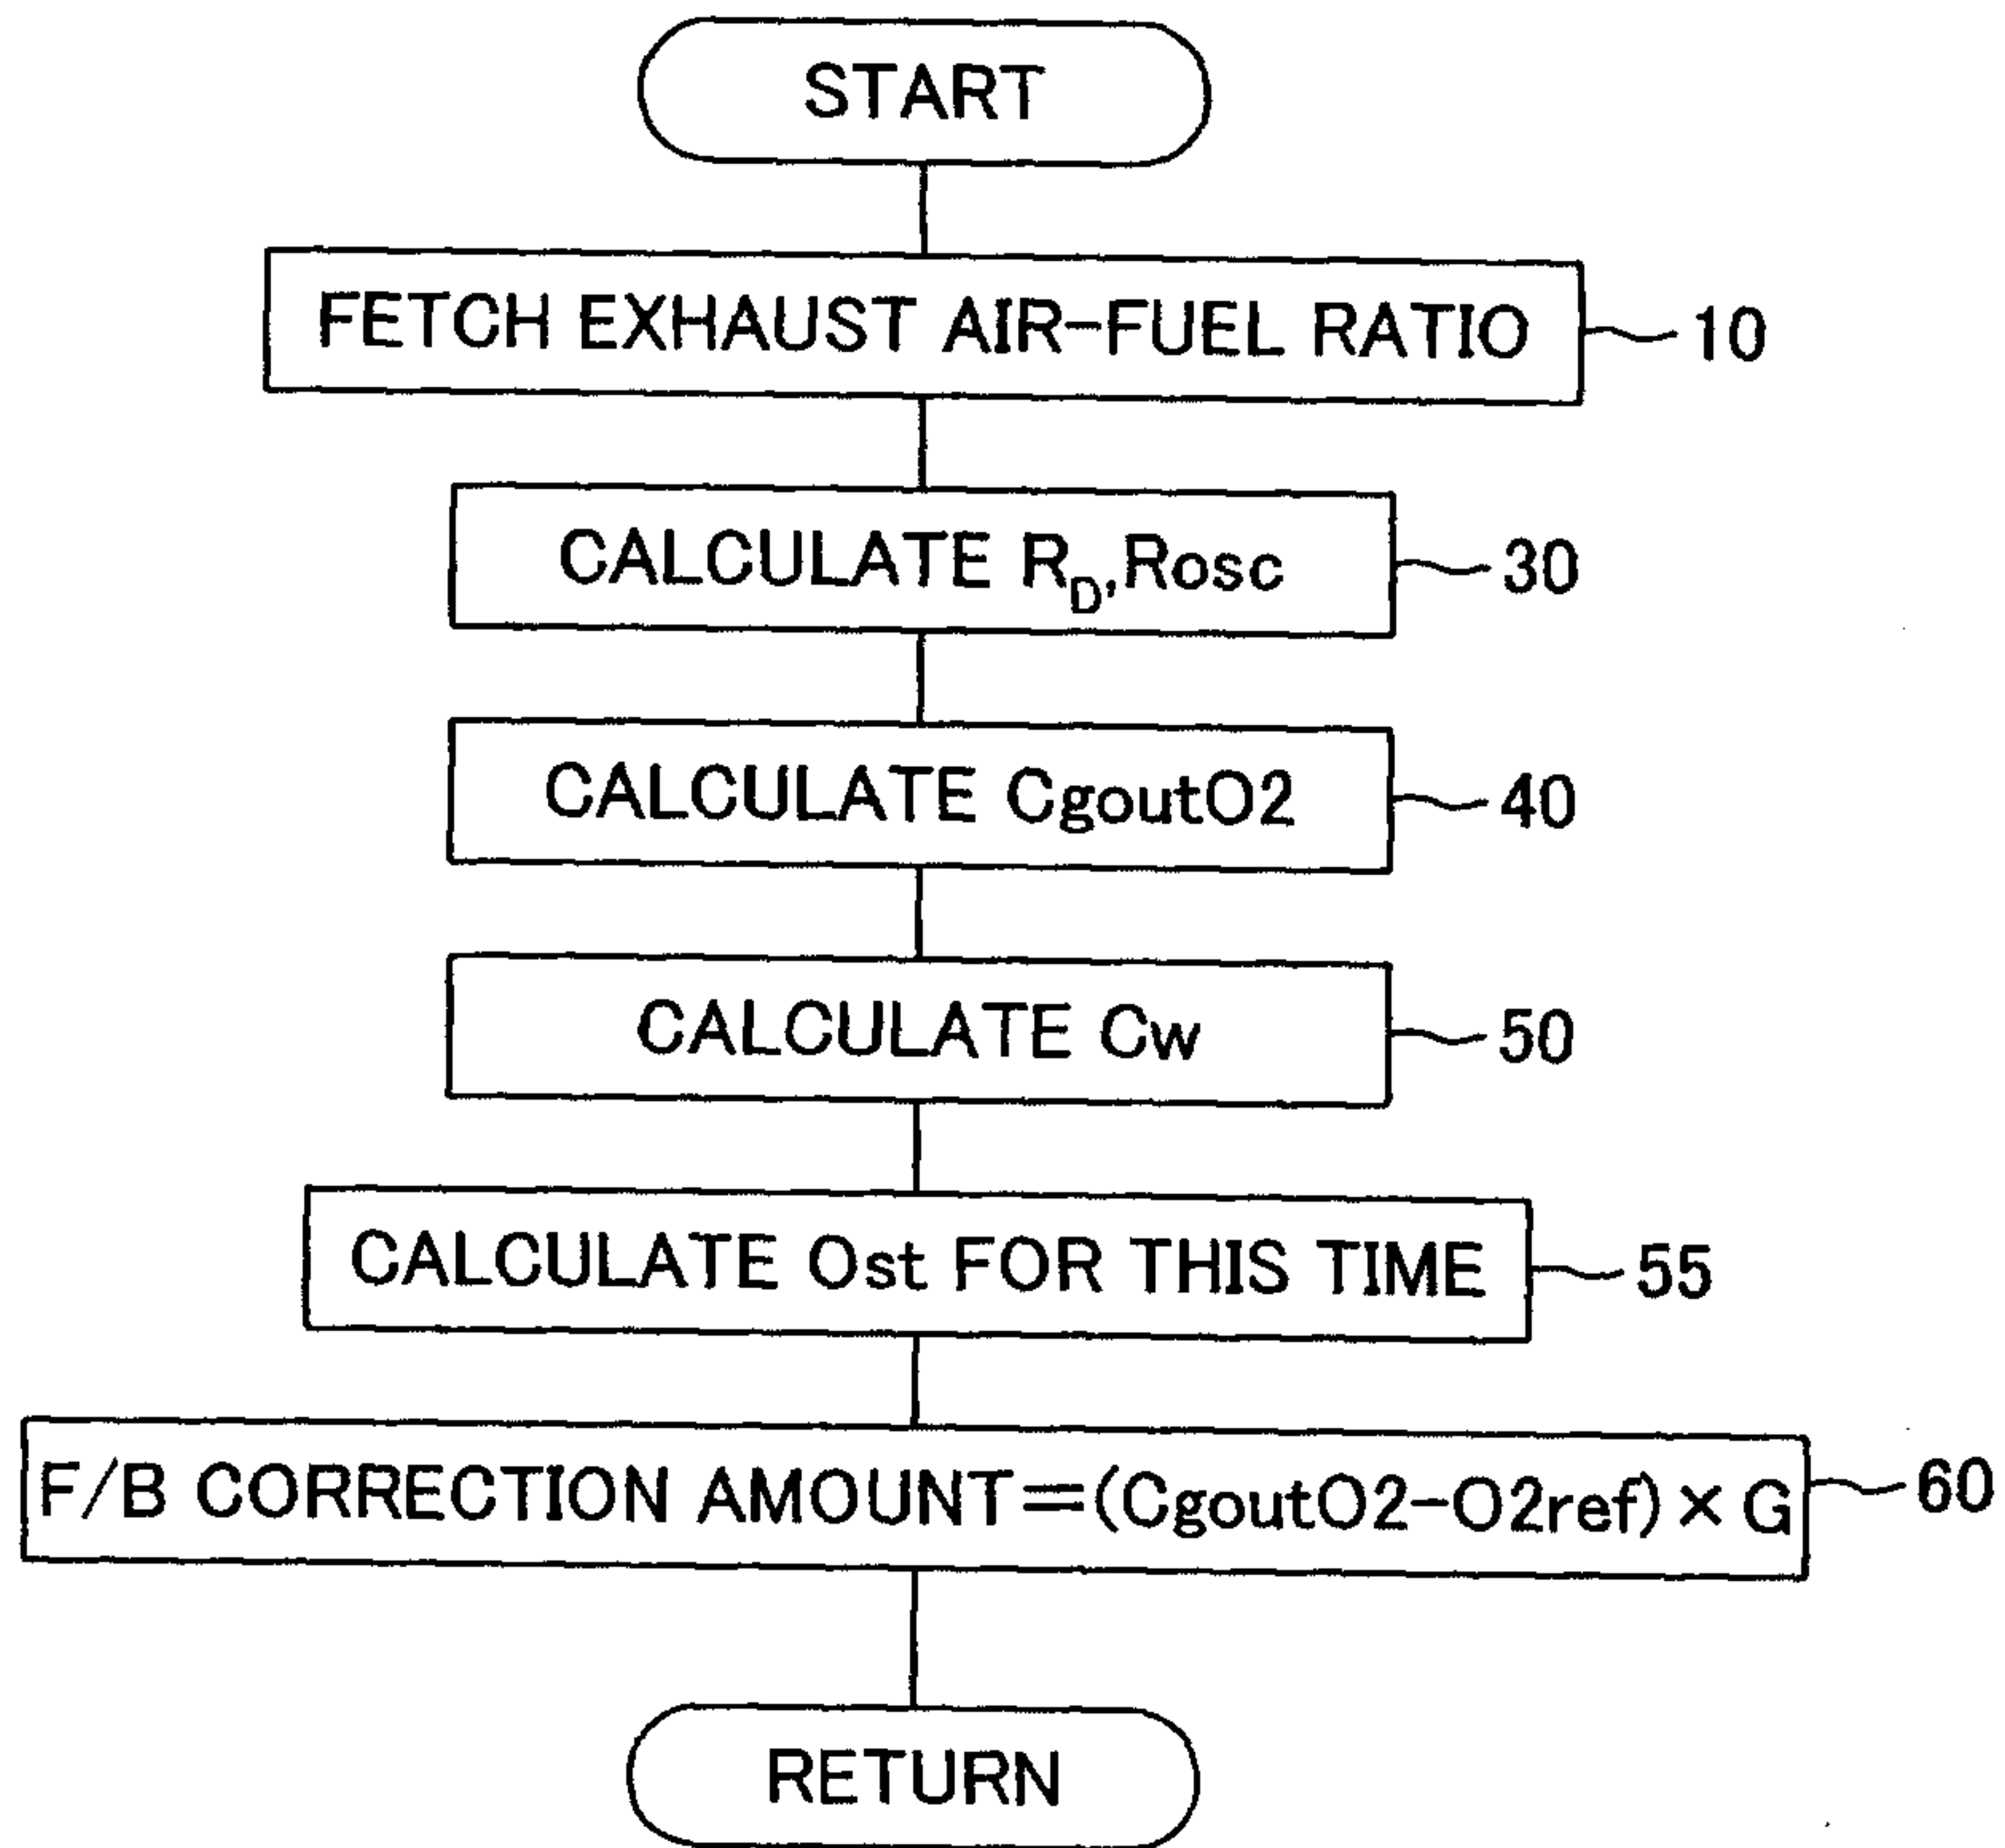 START
FETCH EXHAUST AIR-FUEL RATIO 10
CALCULATE RD,Rosc 30
CALCULATE CgoutO2 40
CALCULATE Cw 50
CALCULATE Ost FOR THIS TIME 55
F/B CORRECTION AMOUNT=(CgoutO2-O2ref)×G 60
RETURN